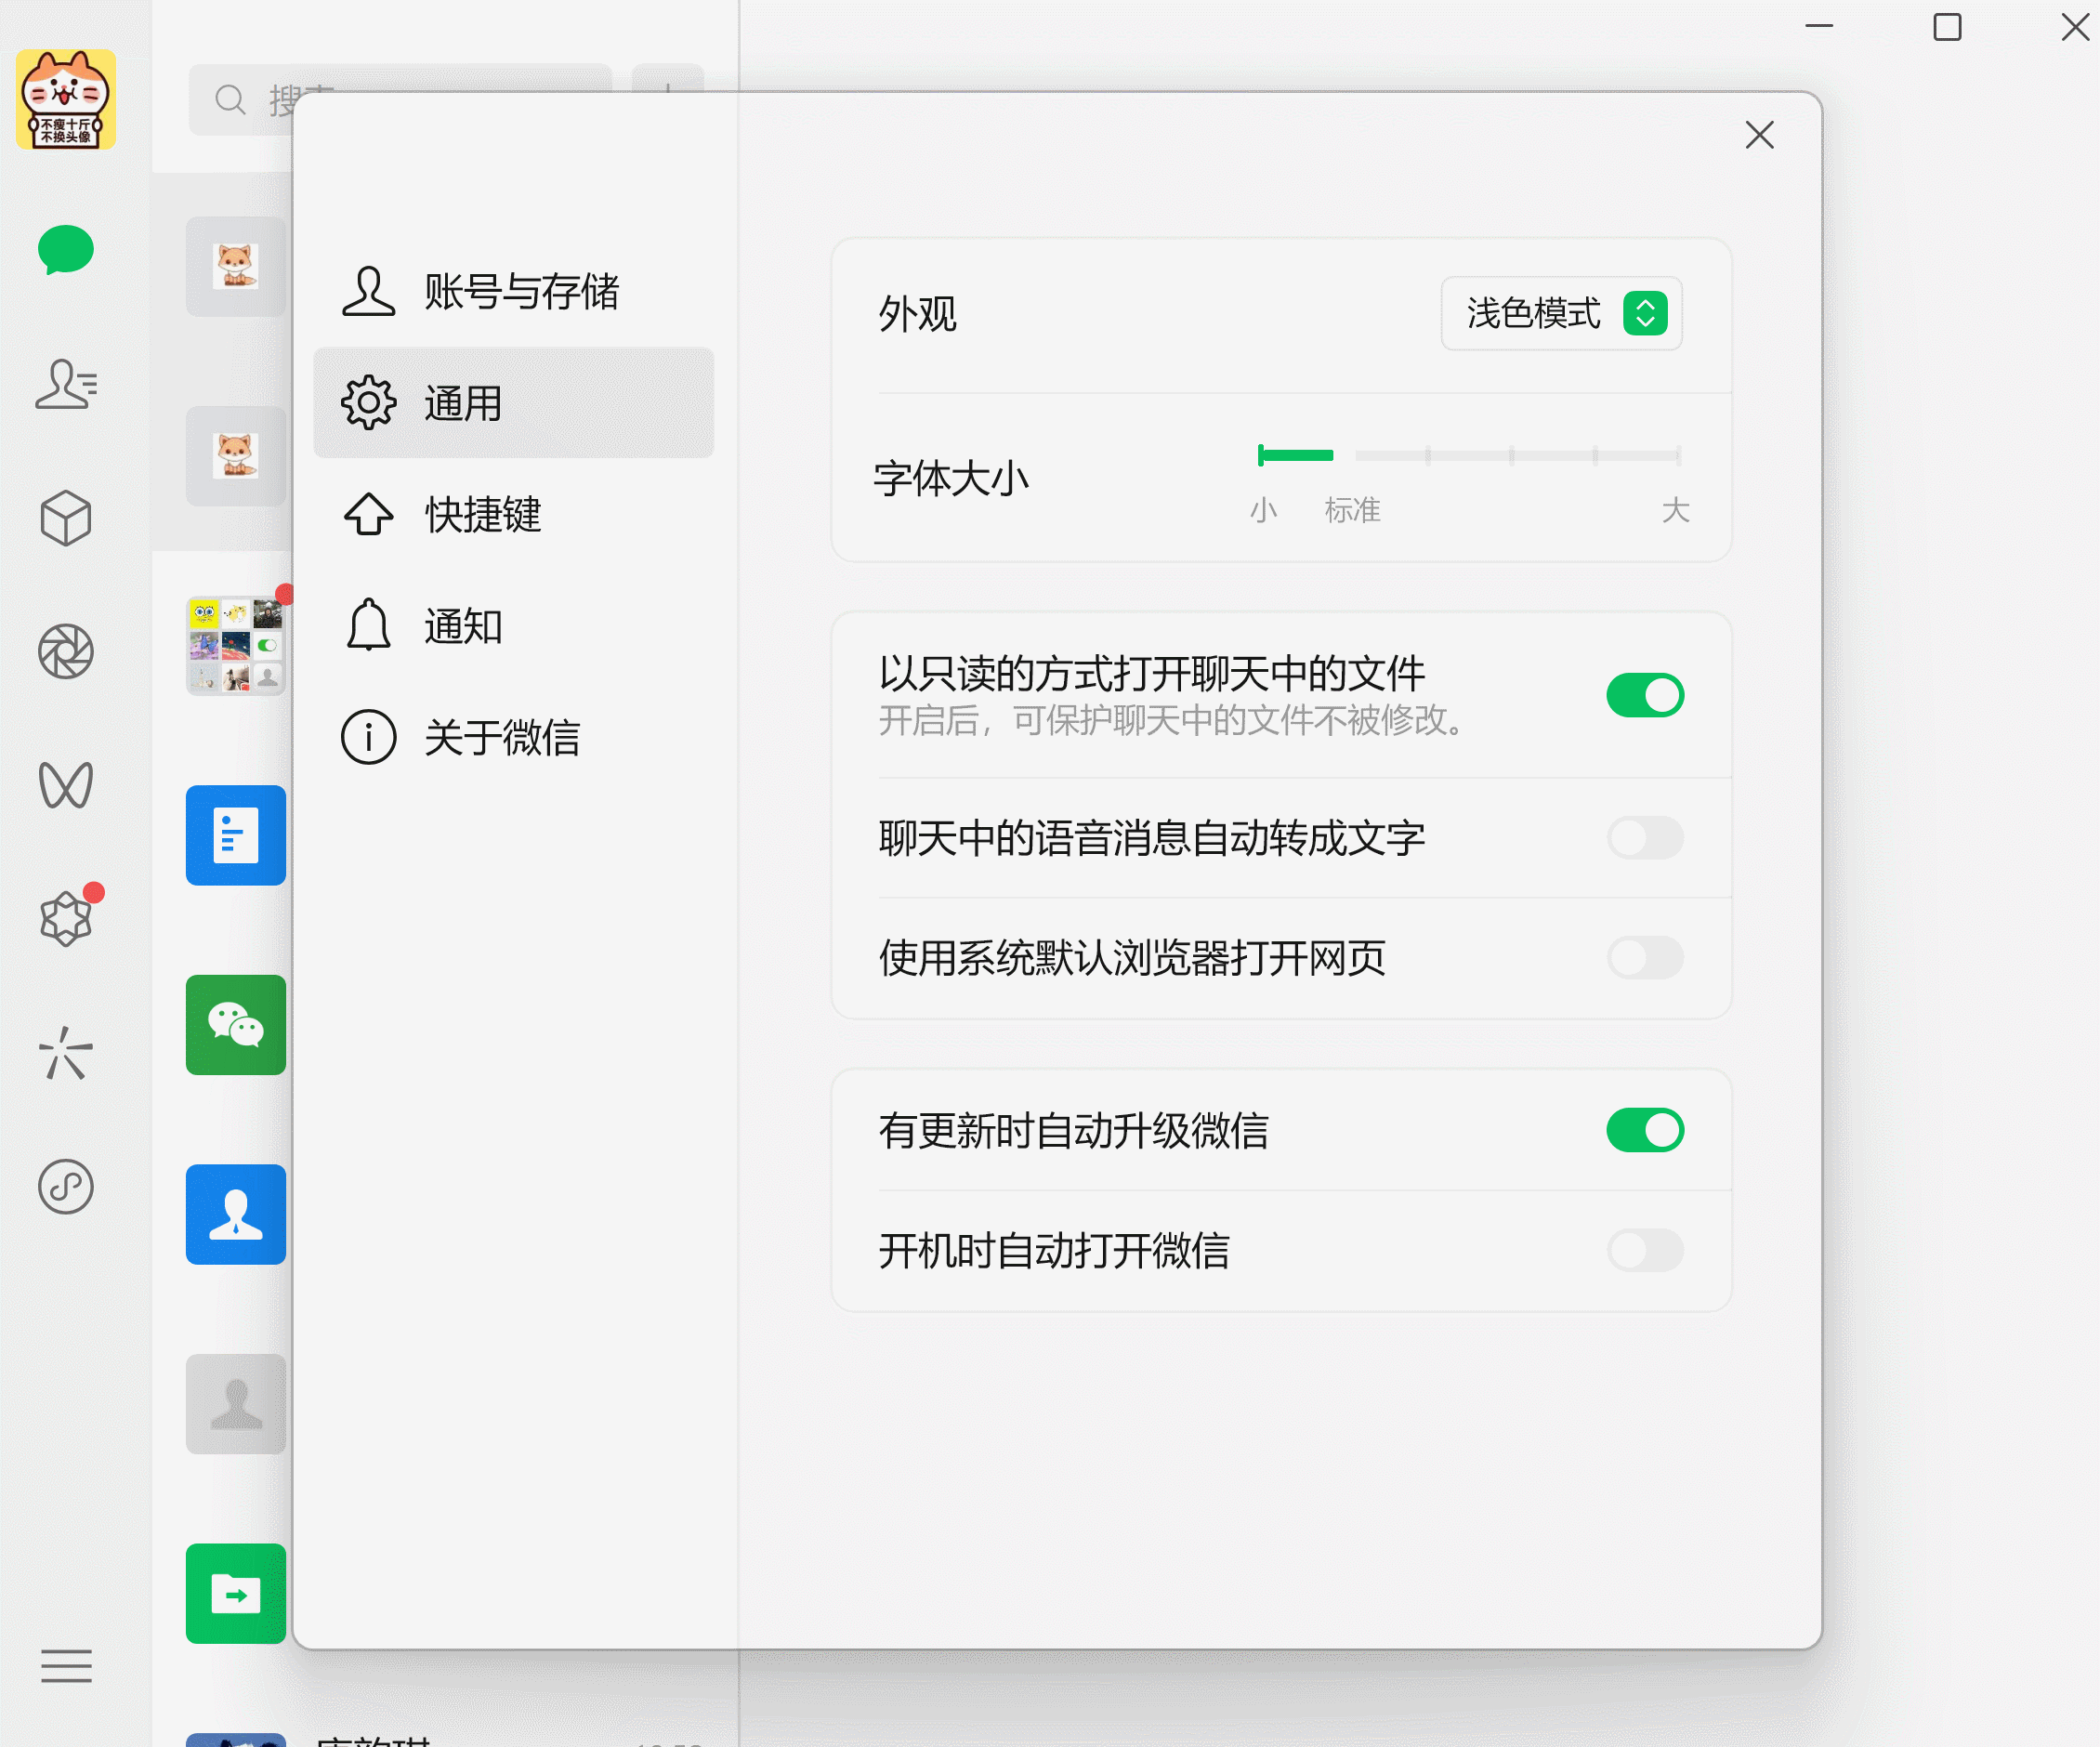 不瘦十斤
不换头像
账号与存储
通用
快捷键
通知
关于微信
外观
浅色模式
字体大小
小 标准 大
以只读的方式打开聊天中的文件
开启后，可保护聊天中的文件不被修改。
聊天中的语音消息自动转成文字
使用系统默认浏览器打开网页
有更新时自动升级微信
开机时自动打开微信